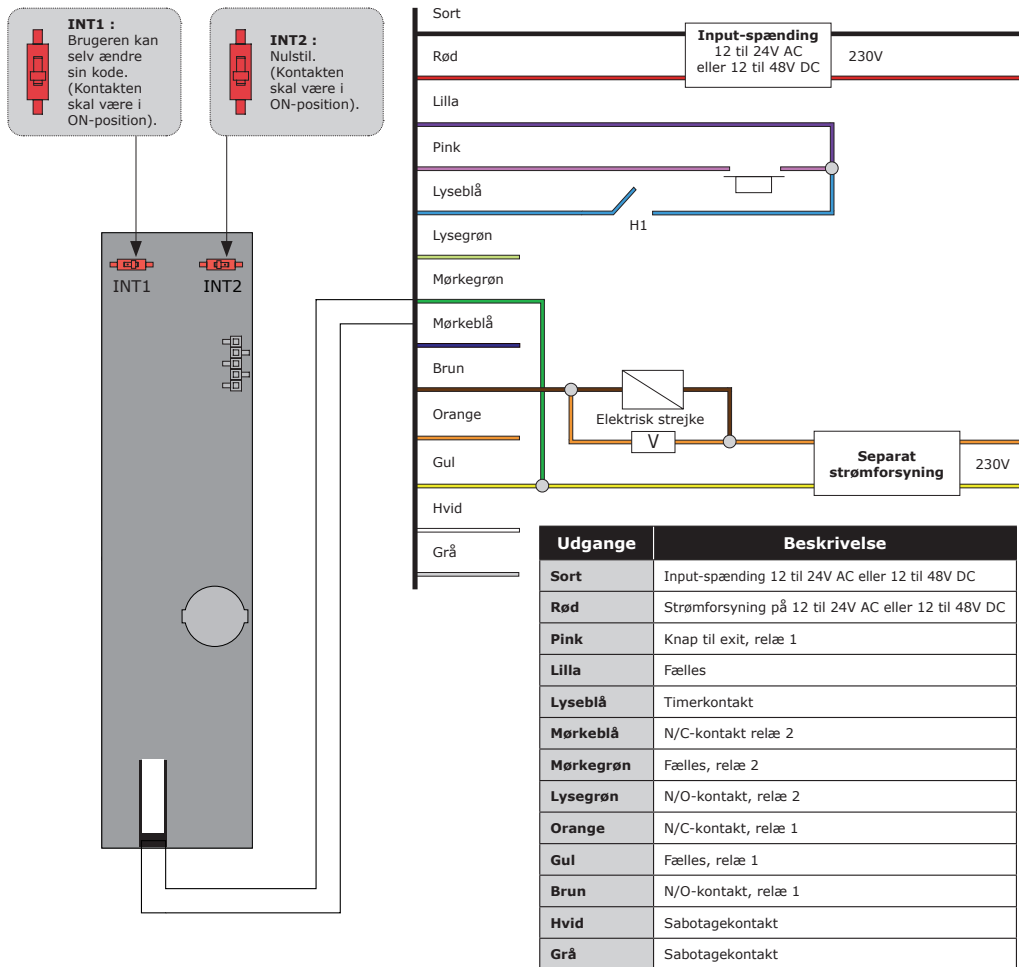 INT1 :
Brugeren kan
selv ændre
sin kode.
(Kontakten
skal være i
ON-position).
INT2 :
Nulstil.
(Kontakten
skal være i
ON-position).
INT1
INT2
Sort
Rød
Lilla
Pink
Lyseblå
Lysegrøn
Mørkegrøn
Mørkeblå
Brun
Orange
Gul
Hvid
Grå
Input-spænding
12 til 24V AC
eller 12 til 48V DC
230V
H1
Elektrisk strejke
V
Separat
strømforsyning
230V
Udgange Beskrivelse
Sort Input-spænding 12 til 24V AC eller 12 til 48V DC
Rød Strømforsyning på 12 til 24V AC eller 12 til 48V DC
Pink Knap til exit, relæ 1
Lilla Fælles
Lyseblå Timerkontakt
Mørkeblå N/C-kontakt relæ 2
Mørkegrøn Fælles, relæ 2
Lysegrøn N/O-kontakt, relæ 2
Orange N/C-kontakt, relæ 1
Gul Fælles, relæ 1
Brun N/O-kontakt, relæ 1
Hvid Sabotagekontakt
Grå Sabotagekontakt